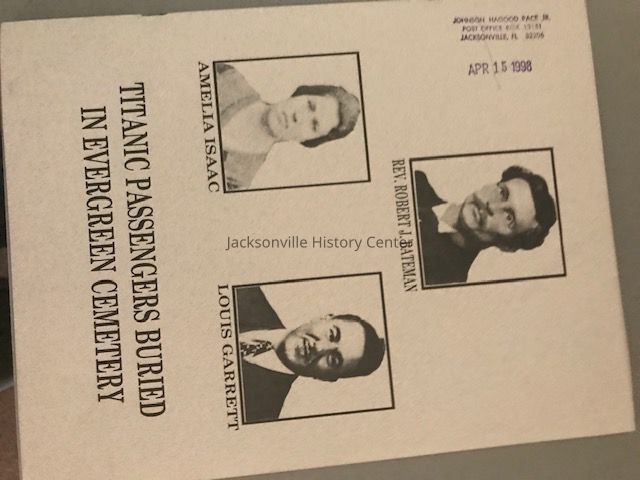 JOHNSON HAGOOD PACE JR.
JACKSONVILLE, FL
APR 15 1998
REV. ROBERT J. BATEMAN
AMELIA ISAAC
LOUIS GARRETT
TITANIC PASSENGERS BURIED
IN EVERGREEN CEMETERY
Jacksonville History Center